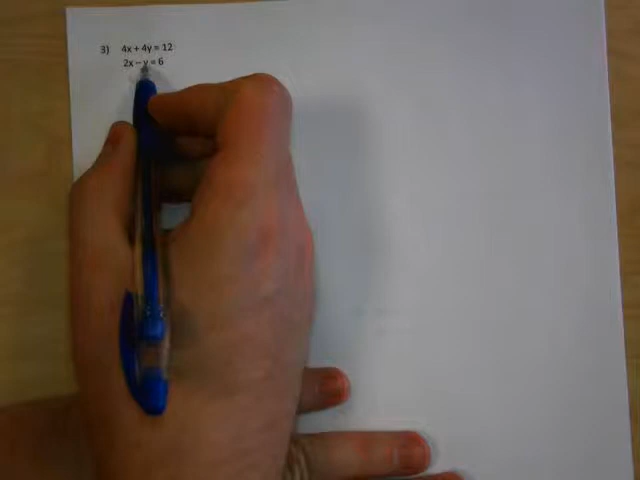 3) 4x + 4y = 12
2x – y = 6